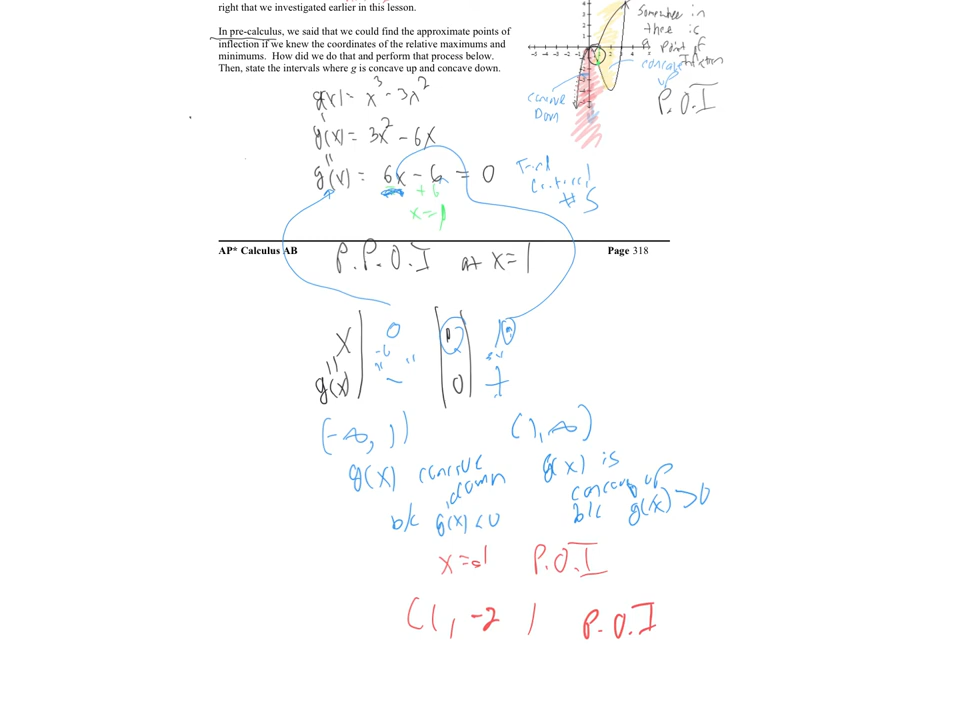 right that we investigated earlier in this lesson.
In pre-calculus, we said that we could find the approximate points of
inflection if we knew the coordinates of the relative maximums and
minimums. How did we do that and perform that process below.
Then, state the intervals where g is concave up and concave down.
Somewhere in
there is
a point of
concave
up
P.O.I
concave
Down
g(x) = x³ - 3x²
g'(x) = 3x² - 6x
g''(x) = 6x - 6 = 0
+ 6
x = 1
Find
Critical
#s
AP* Calculus AB
Page 318
P.P.O.I at x=1
x 0 1
-6
g''(x) - 0 +
(-∞, 1) (1, ∞)
g(x) concave
down
b/c g(x) < 0
g(x) is
concave up
b/c g(x) > 0
x = 1 P.O.I
(1, -2) P.O.I